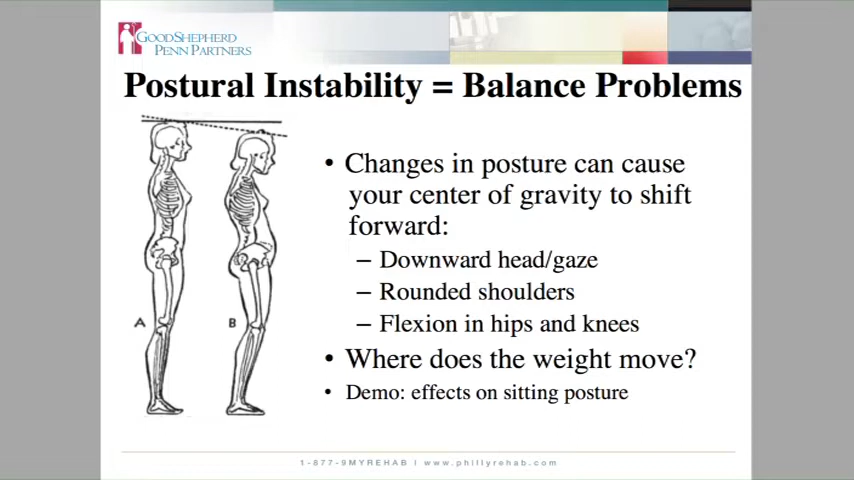 GOODSHEPHERD
PENN PARTNERS
Postural Instability = Balance Problems
• Changes in posture can cause
your center of gravity to shift
forward:
– Downward head/gaze
– Rounded shoulders
– Flexion in hips and knees
• Where does the weight move?
• Demo: effects on sitting posture
A
B
1-877-9MYREHAB | www.phillyrehab.com